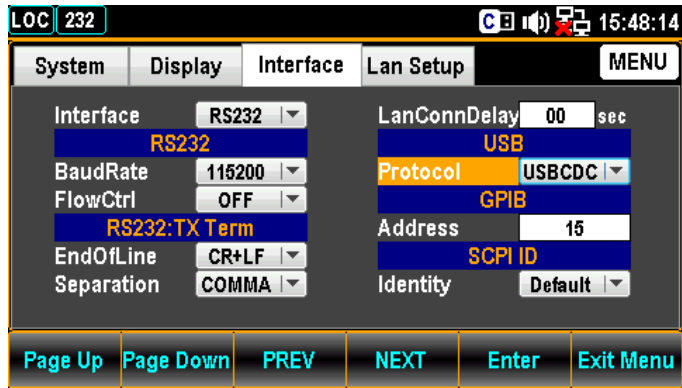 LOC 232 C 15:48:14
System Display Interface Lan Setup MENU
Interface RS232
RS232
BaudRate 115200
FlowCtrl OFF
RS232:TX Term
EndOfLine CR+LF
Separation COMMA
LanConnDelay 00 sec
USB
Protocol USBCDC
GPIB
Address 15
SCPI ID
Identity Default
Page Up Page Down PREV NEXT Enter Exit Menu